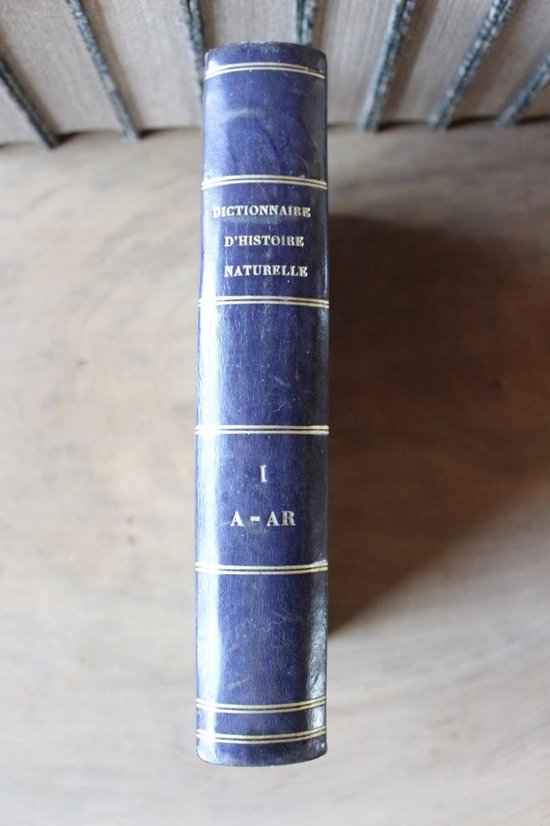 DICTIONNAIRE
D'HISTOIRE
NATURELLE
I
A-AR